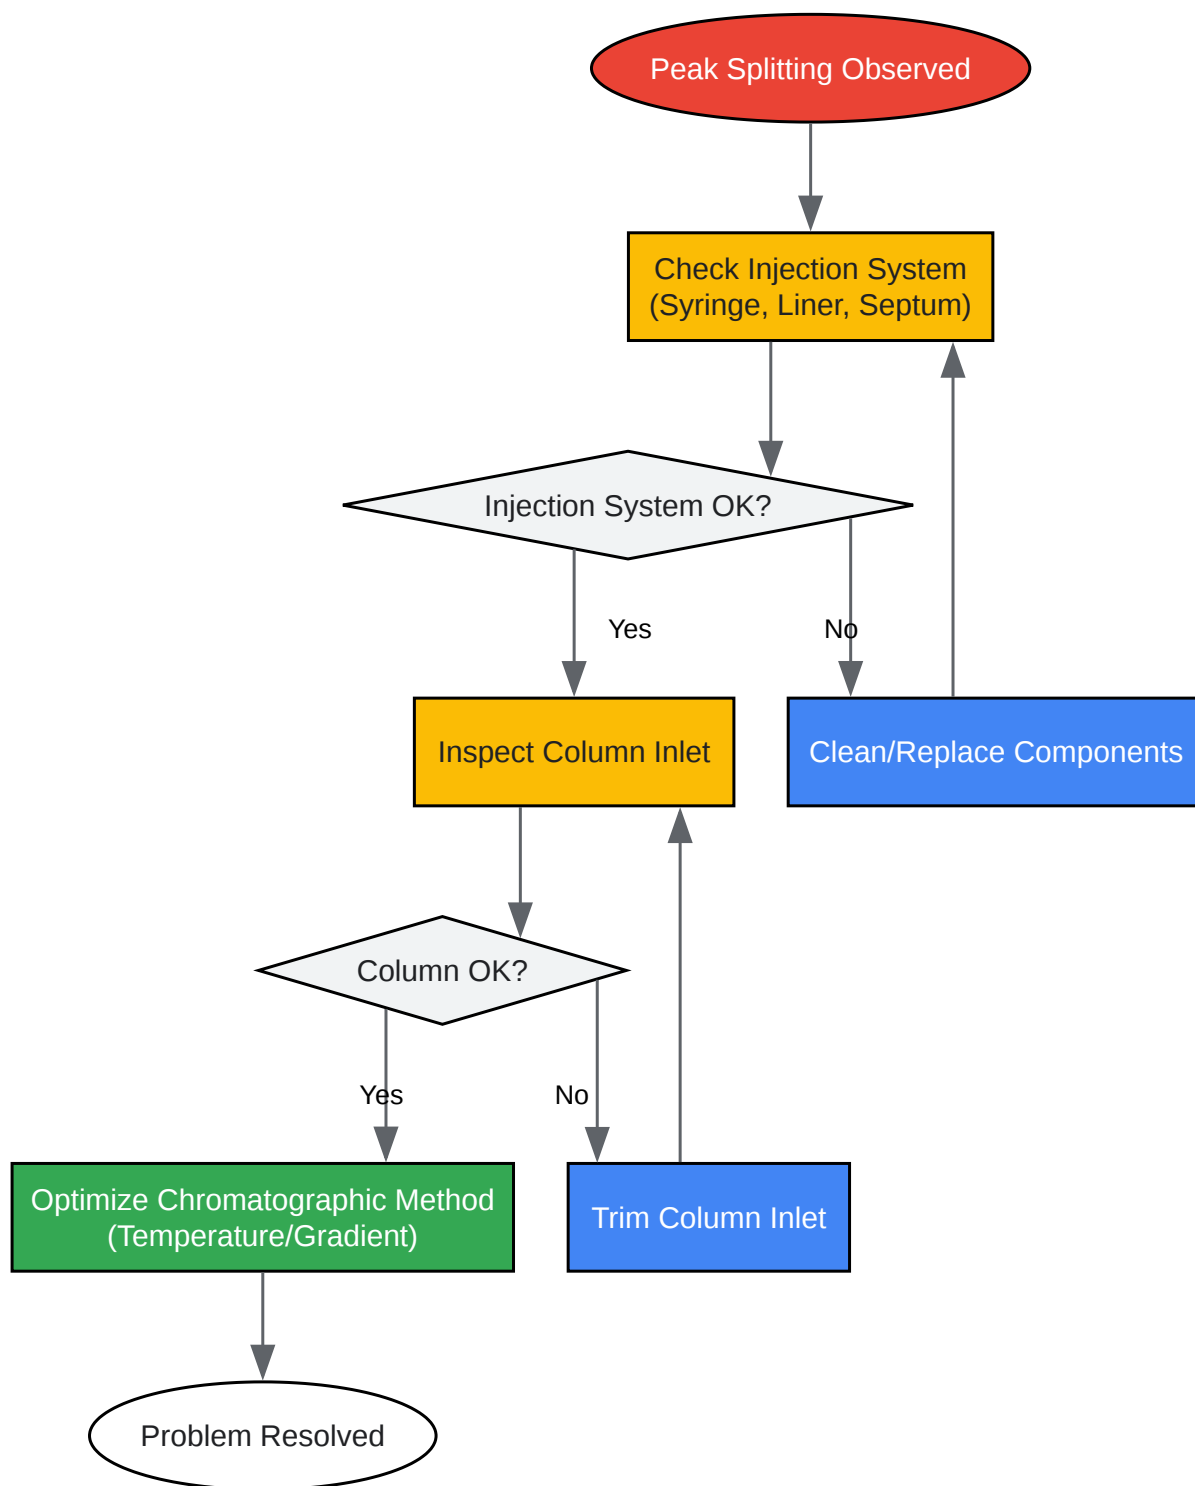 Peak Splitting Observed
Check Injection System
(Syringe, Liner, Septum)
Injection System OK?
Yes
No
Inspect Column Inlet
Clean/Replace Components
Column OK?
Yes
No
Optimize Chromatographic Method
(Temperature/Gradient)
Trim Column Inlet
Problem Resolved